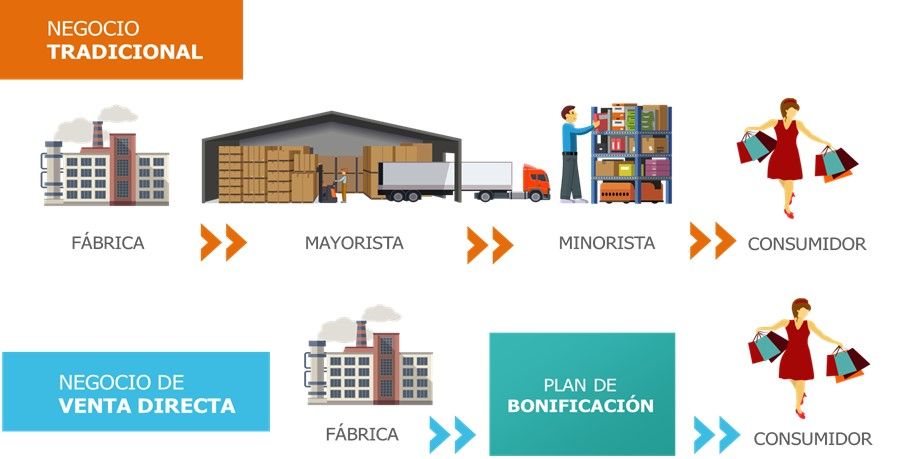 NEGOCIO
TRADICIONAL
FÁBRICA
MAYORISTA
MINORISTA
CONSUMIDOR
NEGOCIO DE
VENTA DIRECTA
FÁBRICA
PLAN DE
BONIFICACIÓN
CONSUMIDOR